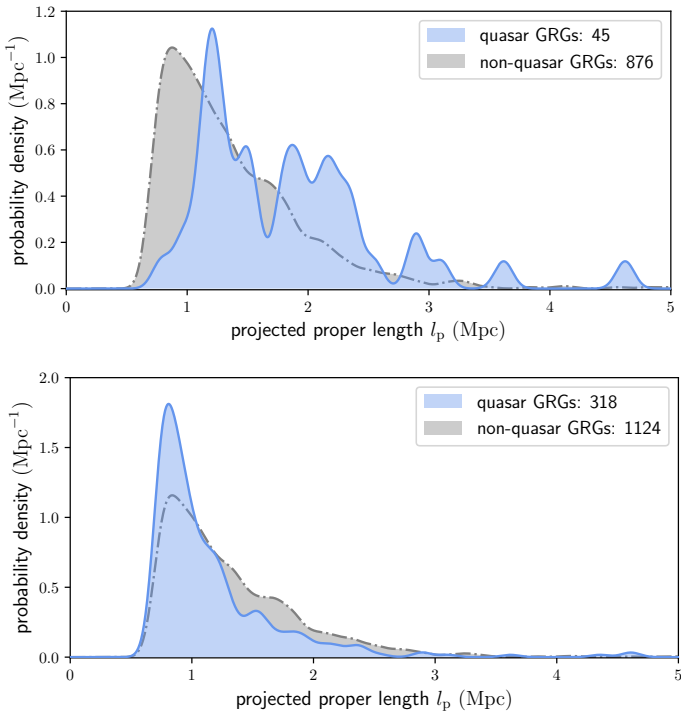 1.2
1.0
0.8
0.6
0.4
0.2
0.0
probability density (Mpc⁻¹)
quasar GRGs: 45
non-quasar GRGs: 876
0 1 2 3 4 5
projected proper length lₚ (Mpc)
2.0
1.5
1.0
0.5
0.0
probability density (Mpc⁻¹)
quasar GRGs: 318
non-quasar GRGs: 1124
0 1 2 3 4 5
projected proper length lₚ (Mpc)